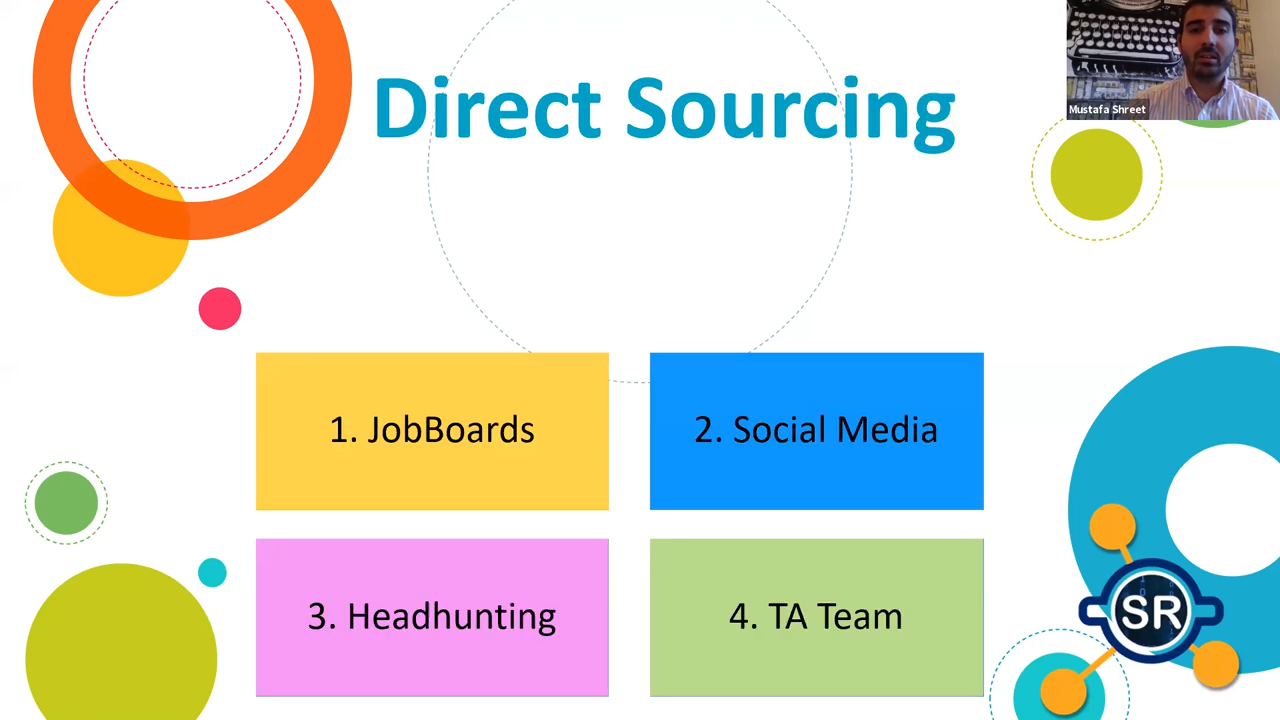 Direct Sourcing
Mustafa Shreet
1. JobBoards
2. Social Media
3. Headhunting
4. TA Team
SR